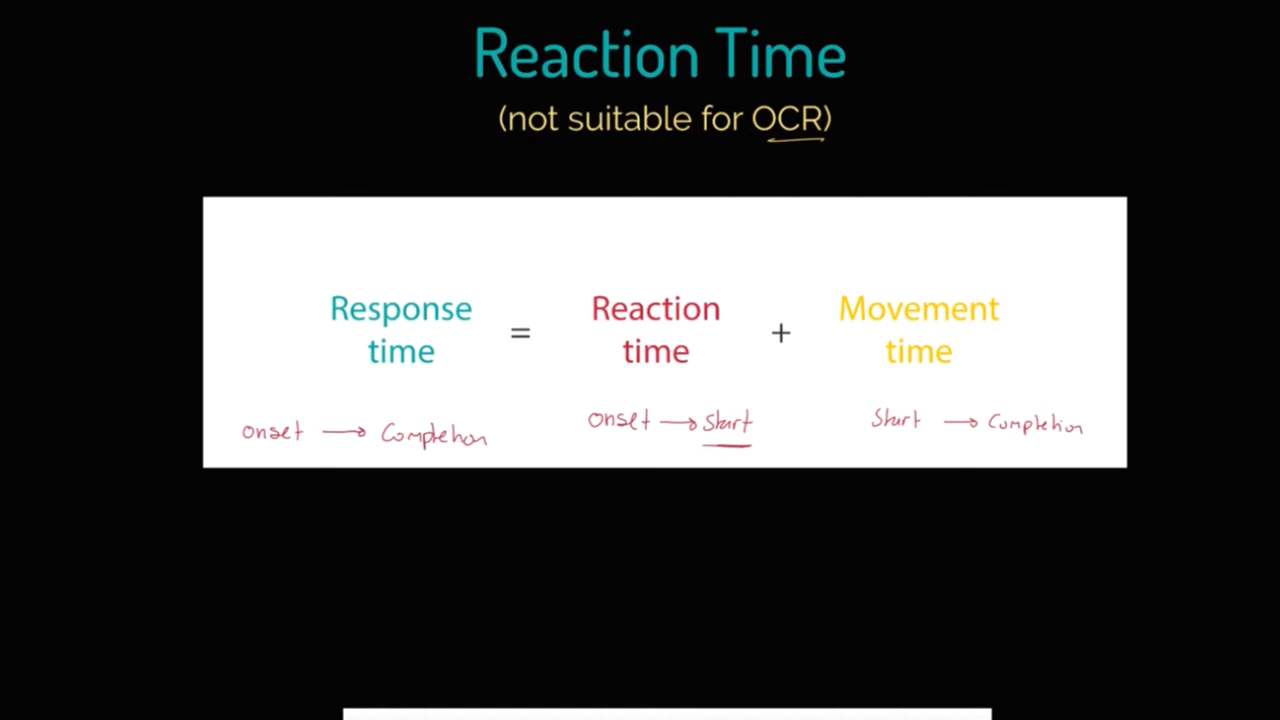 Reaction Time
(not suitable for OCR)
Response time = Reaction time + Movement time
onset → Completion
onset → Start
Start → Completion